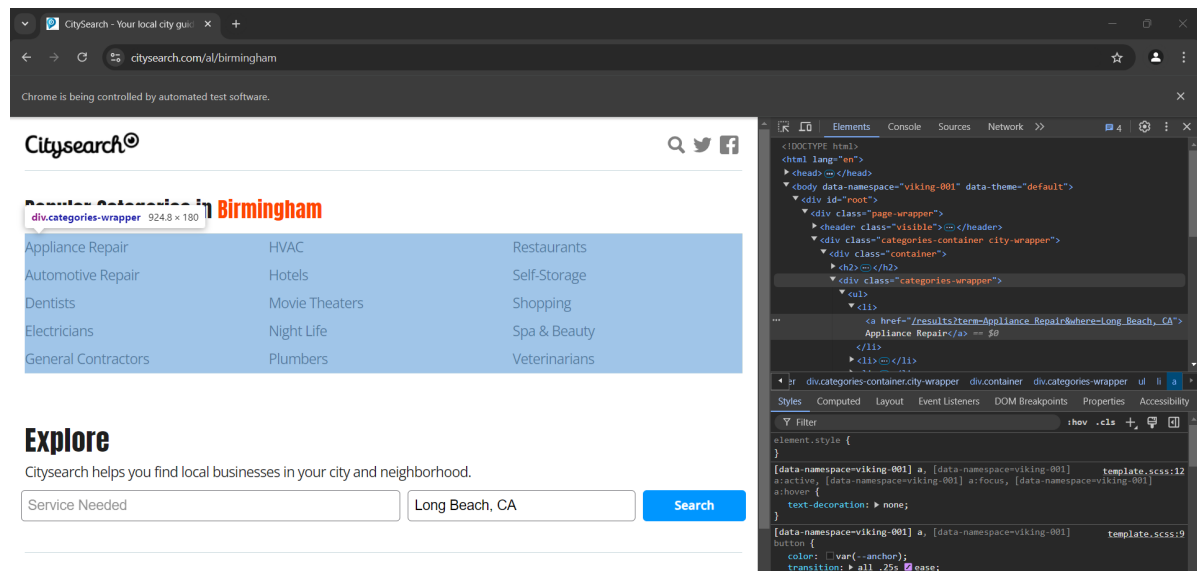 CitySearch - Your local city guid
citysearch.com/al/birmingham
Chrome is being controlled by automated test software.
Citysearch
Popular Categories in Birmingham
div.categories-wrapper 924.8 × 180
Appliance Repair HVAC Restaurants
Automotive Repair Hotels Self-Storage
Dentists Movie Theaters Shopping
Electricians Night Life Spa & Beauty
General Contractors Plumbers Veterinarians
Explore
Citysearch helps you find local businesses in your city and neighborhood.
Service Needed Long Beach, CA Search
Elements Console Sources Network 4
<!DOCTYPE html>
<html lang="en">
<head>…</head>
<body data-namespace="viking-001" data-theme="default">
<div id="root">
<div class="page-wrapper">
<header class="visible">…</header>
<div class="categories-container city-wrapper">
<div class="container">
<h2>…</h2>
<div class="categories-wrapper">
<ul>
<li>
<a href="/results?term=Appliance Repair&where=Long Beach, CA">
Appliance Repair</a> == $0
</li>
<li>…</li>
er div.categories-container.city-wrapper div.container div.categories-wrapper ul li a
Styles Computed Layout Event Listeners DOM Breakpoints Properties Accessibility
Filter :hov .cls
element.style {
}
[data-namespace=viking-001] a, [data-namespace=viking-001] template.scss:12
a:active, [data-namespace=viking-001] a:focus, [data-namespace=viking-001]
a:hover {
text-decoration: none;
}
[data-namespace=viking-001] a, [data-namespace=viking-001] template.scss:9
button {
color: var(--anchor);
transition: all .25s ease;